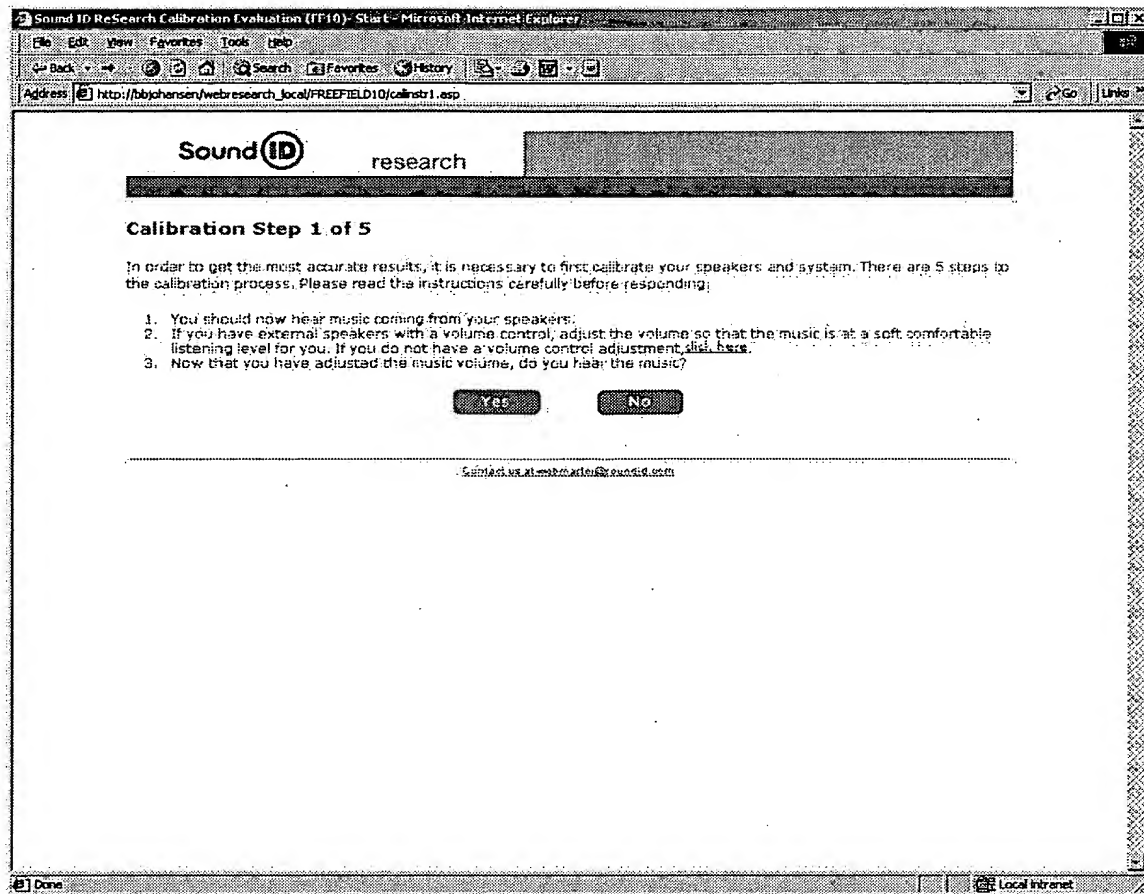 Sound ID ReSearch Calibration Evaluation (FF10)- Start - Microsoft Internet Explorer
File Edit View Favorites Tools Help
Back Search Favorites History
Address http://bbjohansen/webresearch_local/FREEFIELD10/calinstr1.asp Go Links
Sound ID research
Calibration Step 1 of 5
In order to get the most accurate results, it is necessary to first calibrate your speakers and system. There are 5 steps to
the calibration process. Please read the instructions carefully before responding.
1. You should now hear music coming from your speakers.
2. If you have external speakers with a volume control, adjust the volume so that the music is at a soft comfortable
listening level for you. If you do not have a volume control adjustment, click here.
3. Now that you have adjusted the music volume, do you hear the music?
Yes No
Contact us at webmaster@soundid.com
Done Local intranet